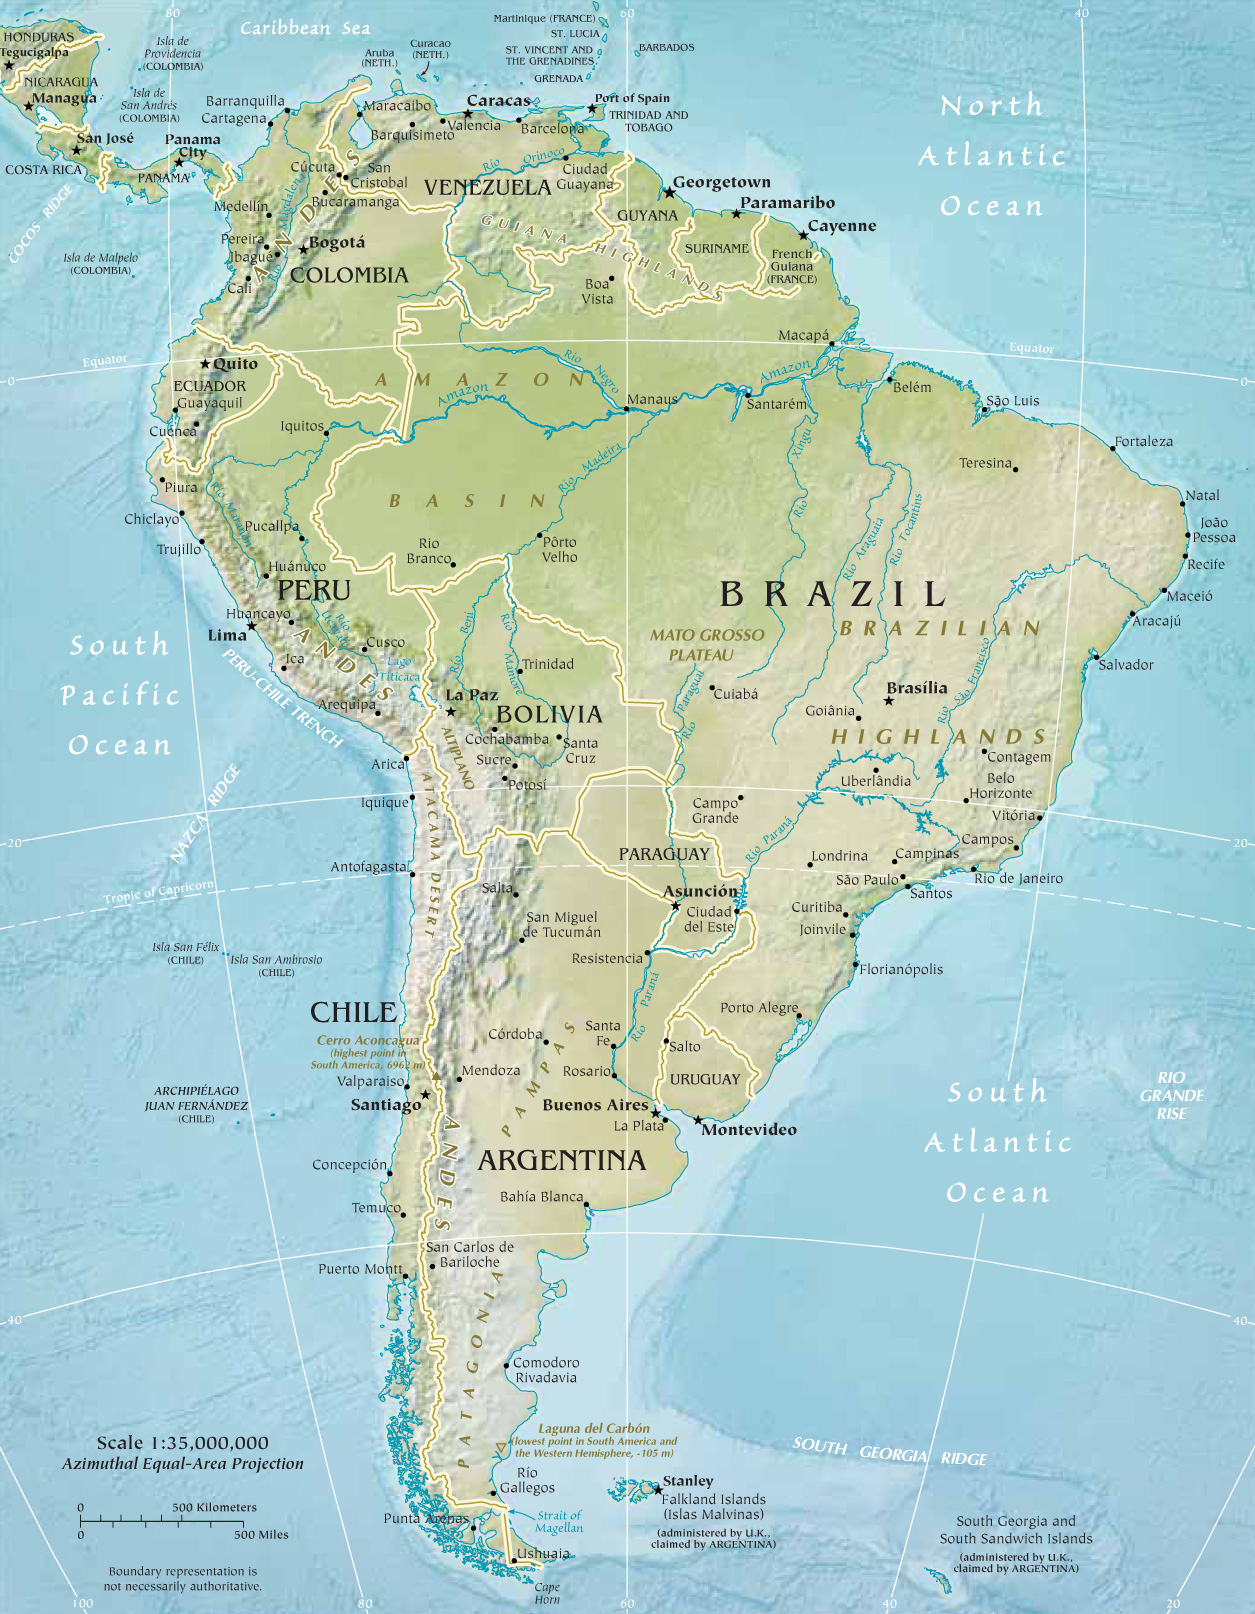 80
60
40
Caribbean Sea
HONDURAS
Tegucigalpa
NICARAGUA
Managua
San José
COSTA RICA
Panama
City
PANAMA
COCOS RIDGE
Isla de
Providencia
(COLOMBIA)
Isla de
San Andrés
(COLOMBIA)
Isla de Malpelo
(COLOMBIA)
Aruba
(NETH.)
Curacao
(NETH.)
Martinique (FRANCE)
ST. LUCIA
ST. VINCENT AND
THE GRENADINES
GRENADA
BARBADOS
Port of Spain
TRINIDAD AND
TOBAGO
North
Atlantic
Ocean
Barranquilla
Cartagena
Maracaibo
Barquisimeto
Caracas
Valencia
Barcelona
Cúcuta
San
Cristobal
Bucaramanga
VENEZUELA
Río Orinoco
Ciudad
Guayana
GUIANA HIGHLANDS
Georgetown
GUYANA
Paramaribo
SURINAME
Cayenne
French
Guiana
(FRANCE)
Medellín
Río Magdalena
ANDES
Pereira
Ibagué
Bogotá
Cali
COLOMBIA
Boa
Vista
Macapá
Equator
Equator
0
0
Quito
ECUADOR
Guayaquil
Cuenca
Iquitos
AMAZON
Amazon
Rio Negro
Manaus
Amazon
Santarém
Belém
São Luis
Fortaleza
Teresina
Natal
João
Pessoa
Recife
Maceió
Aracajú
Salvador
Piura
Chiclayo
Trujillo
Río Marañón
Pucallpa
Huánuco
PERU
Huancayo
Lima
Río Ucayali
ANDES
Cusco
Ica
Arequipa
Lago
Titicaca
BASIN
Rio Madeira
Rio
Branco
Pôrto
Velho
Rio Xingu
Rio Araguaia
Rio Tocantins
BRAZIL
BRAZILIAN
HIGHLANDS
MATO GROSSO
PLATEAU
Cuiabá
Rio Paraguai
Brasília
Goiânia
Rio São Francisco
Contagem
Uberlândia
Belo
Horizonte
Vitória
Campos
Campo
Grande
Rio Paraná
Londrina
Campinas
São Paulo
Santos
Rio de Janeiro
Curitiba
Joinvile
Florianópolis
Porto Alegre
Río Beni
Río Mamoré
Trinidad
La Paz
BOLIVIA
Cochabamba
Santa
Cruz
Sucre
Potosí
ALTIPLANO
South
Pacific
Ocean
PERU-CHILE TRENCH
NAZCA RIDGE
Arica
Iquique
ATACAMA DESERT
Antofagasta
20
20
Tropic of Capricorn
PARAGUAY
Asunción
Ciudad
del Este
Salta
San Miguel
de Tucumán
Resistencia
Río Paraná
Isla San Félix
(CHILE)
Isla San Ambrosio
(CHILE)
CHILE
Cerro Aconcagua
(highest point in
South America, 6962 m)
Valparaiso
Santiago
Mendoza
Córdoba
Santa
Fe
Rosario
PAMPAS
Salto
URUGUAY
Buenos Aires
La Plata
Montevideo
ARCHIPIÉLAGO
JUAN FERNÁNDEZ
(CHILE)
Concepción
Temuco
ANDES
ARGENTINA
Bahía Blanca
San Carlos de
Bariloche
Puerto Montt
South
Atlantic
Ocean
RIO
GRANDE
RISE
40
40
PATAGONIA
Comodoro
Rivadavia
Laguna del Carbón
(lowest point in South America and
the Western Hemisphere, -105 m)
Río
Gallegos
Strait of
Magellan
Punta Arenas
Ushuaia
Cape
Horn
Stanley
Falkland Islands
(Islas Malvinas)
(administered by U.K.,
claimed by ARGENTINA)
SOUTH GEORGIA RIDGE
South Georgia and
South Sandwich Islands
(administered by U.K.,
claimed by ARGENTINA)
Scale 1:35,000,000
Azimuthal Equal-Area Projection
0
500 Kilometers
0
500 Miles
Boundary representation is
not necessarily authoritative.
100
80
60
40
20